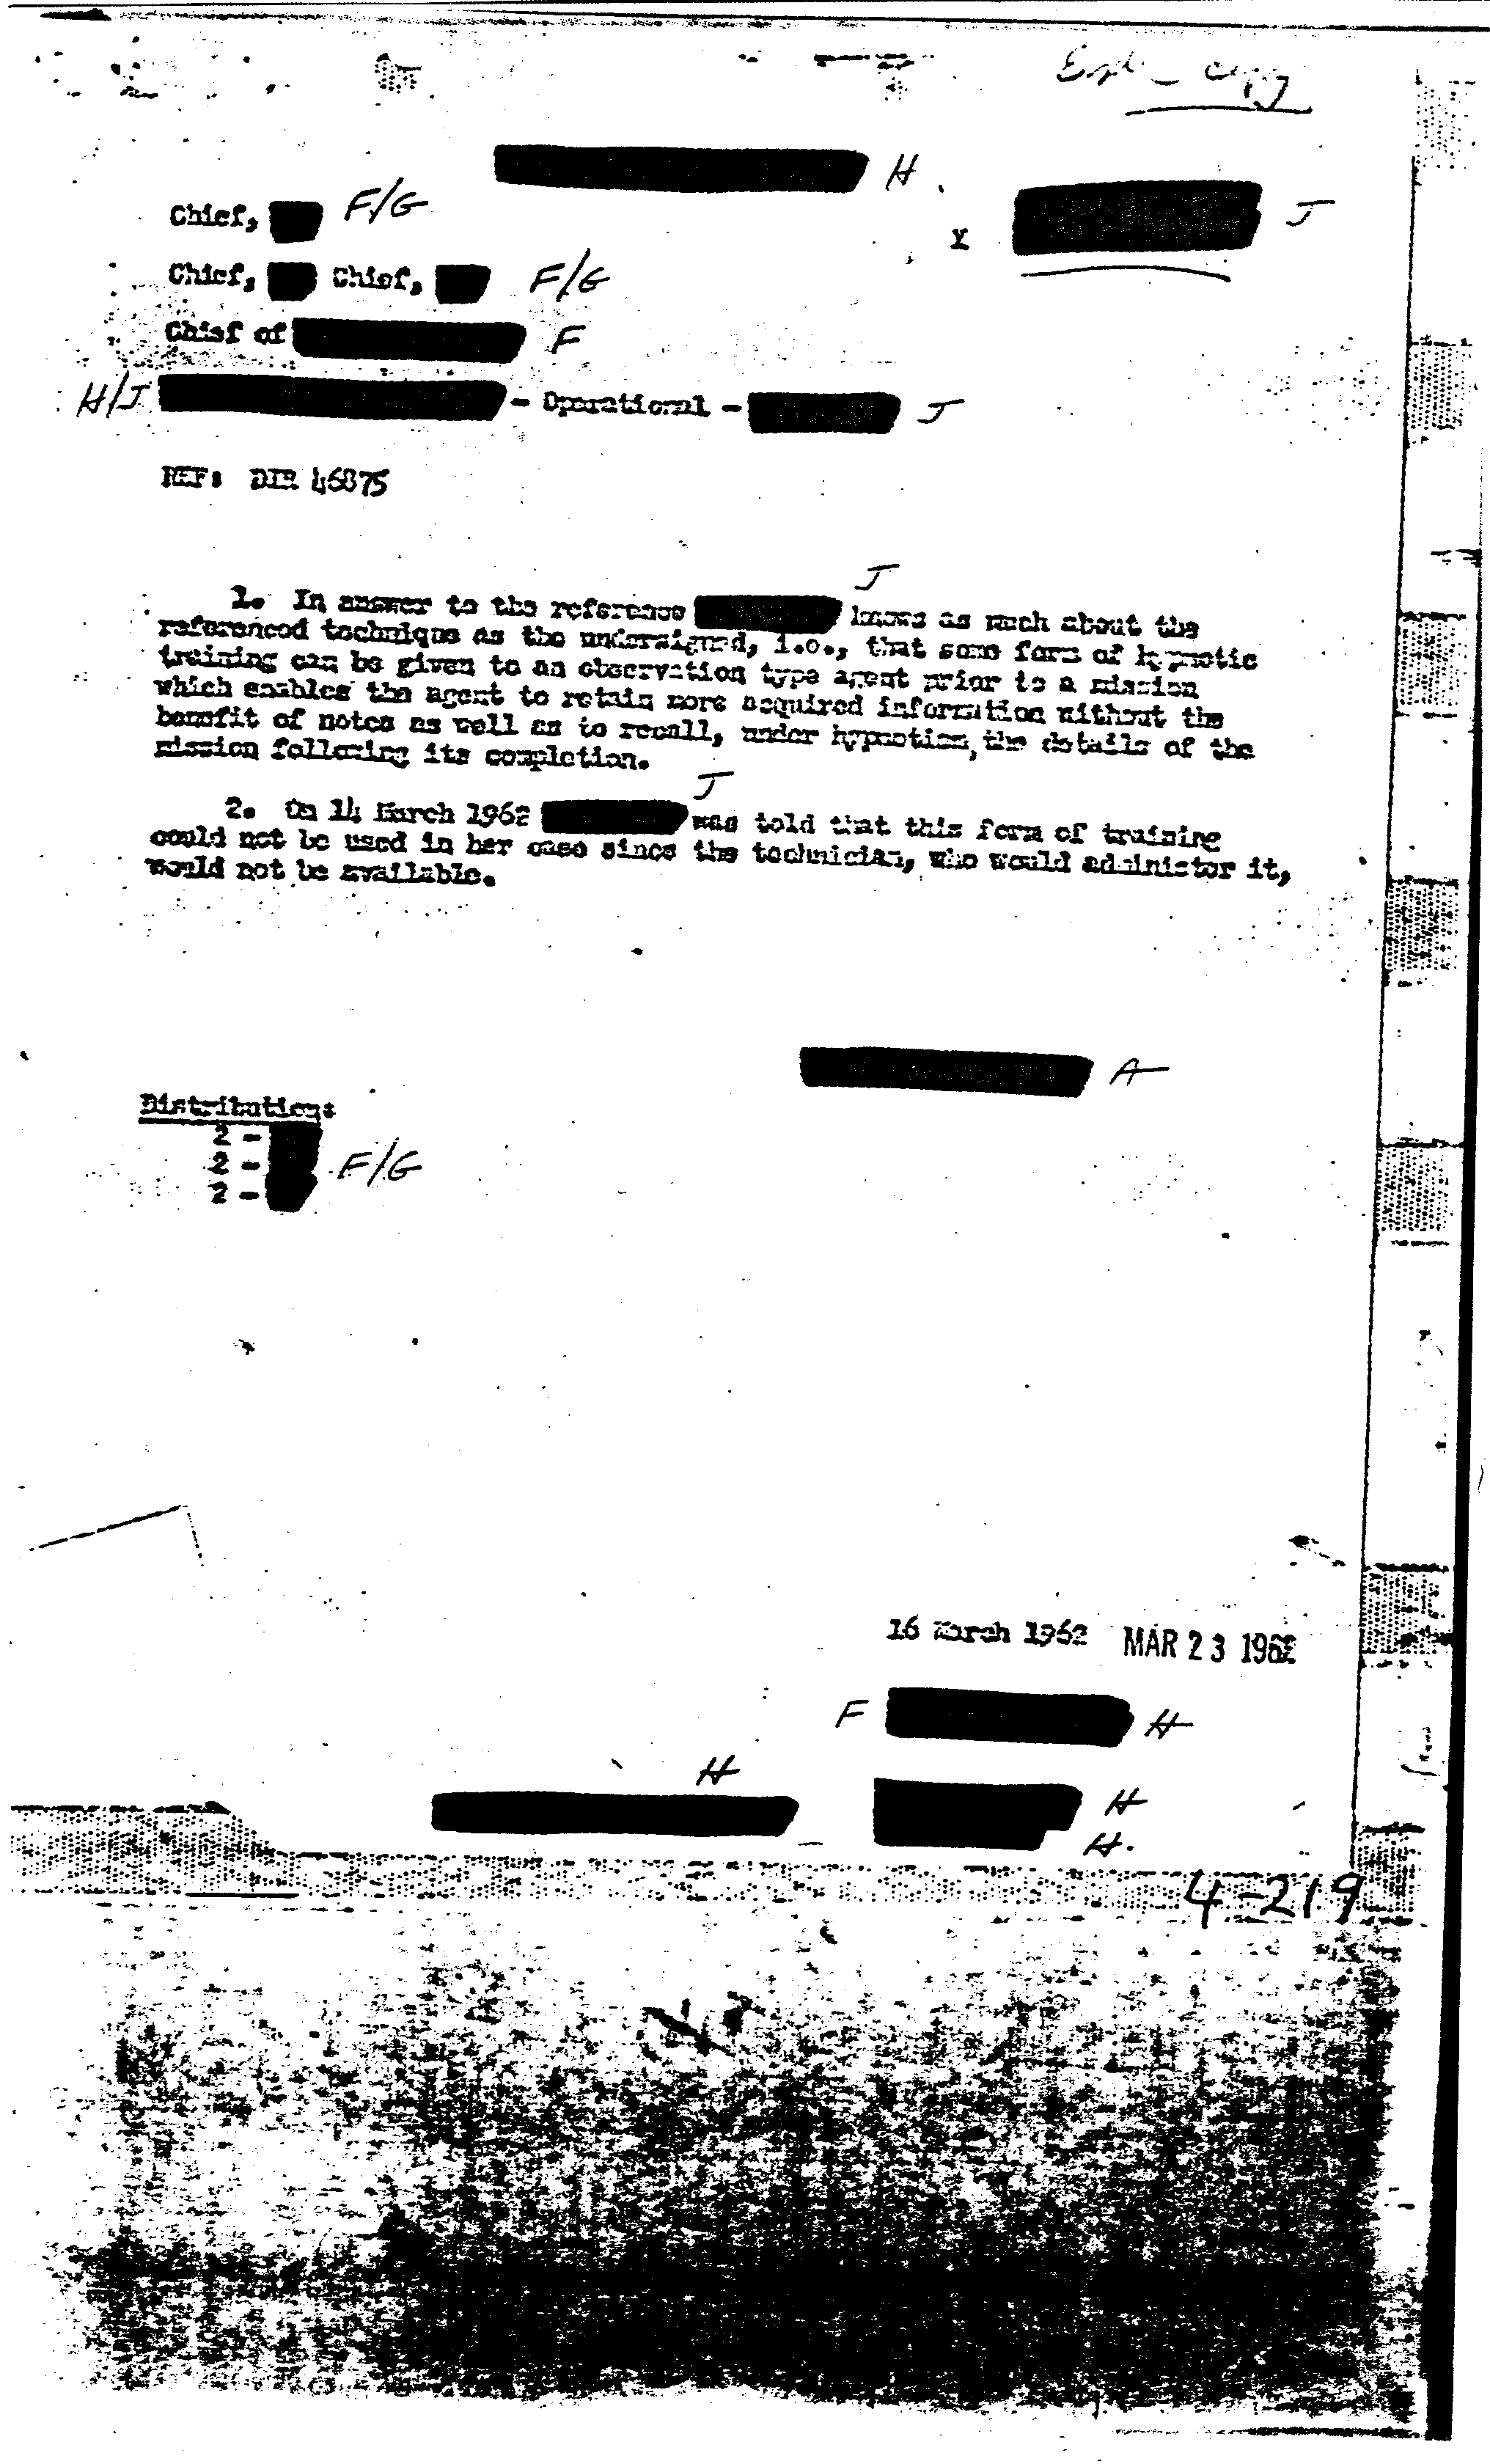 copy
H
Chief, F/G
J
X
Chief, Chief, F/G
Chief of F
H/J - Operational - J
REF: DIR 46875
J
1. In answer to the reference knows as much about the
referenced technique as the undersigned, i.e., that some form of hypnotic
training can be given to an observation type agent prior to a mission
which enables the agent to retain more acquired information without the
benefit of notes as well as to recall, under hypnotism, the details of the
mission following its completion.
J
2. On 14 March 1962 was told that this form of training
could not be used in her case since the technician, who would administer it,
would not be available.
A
Distribution:
2 -
2 - F/G
2 -
16 March 1962 MAR 23 1962
F H
H
H
H.
4-219